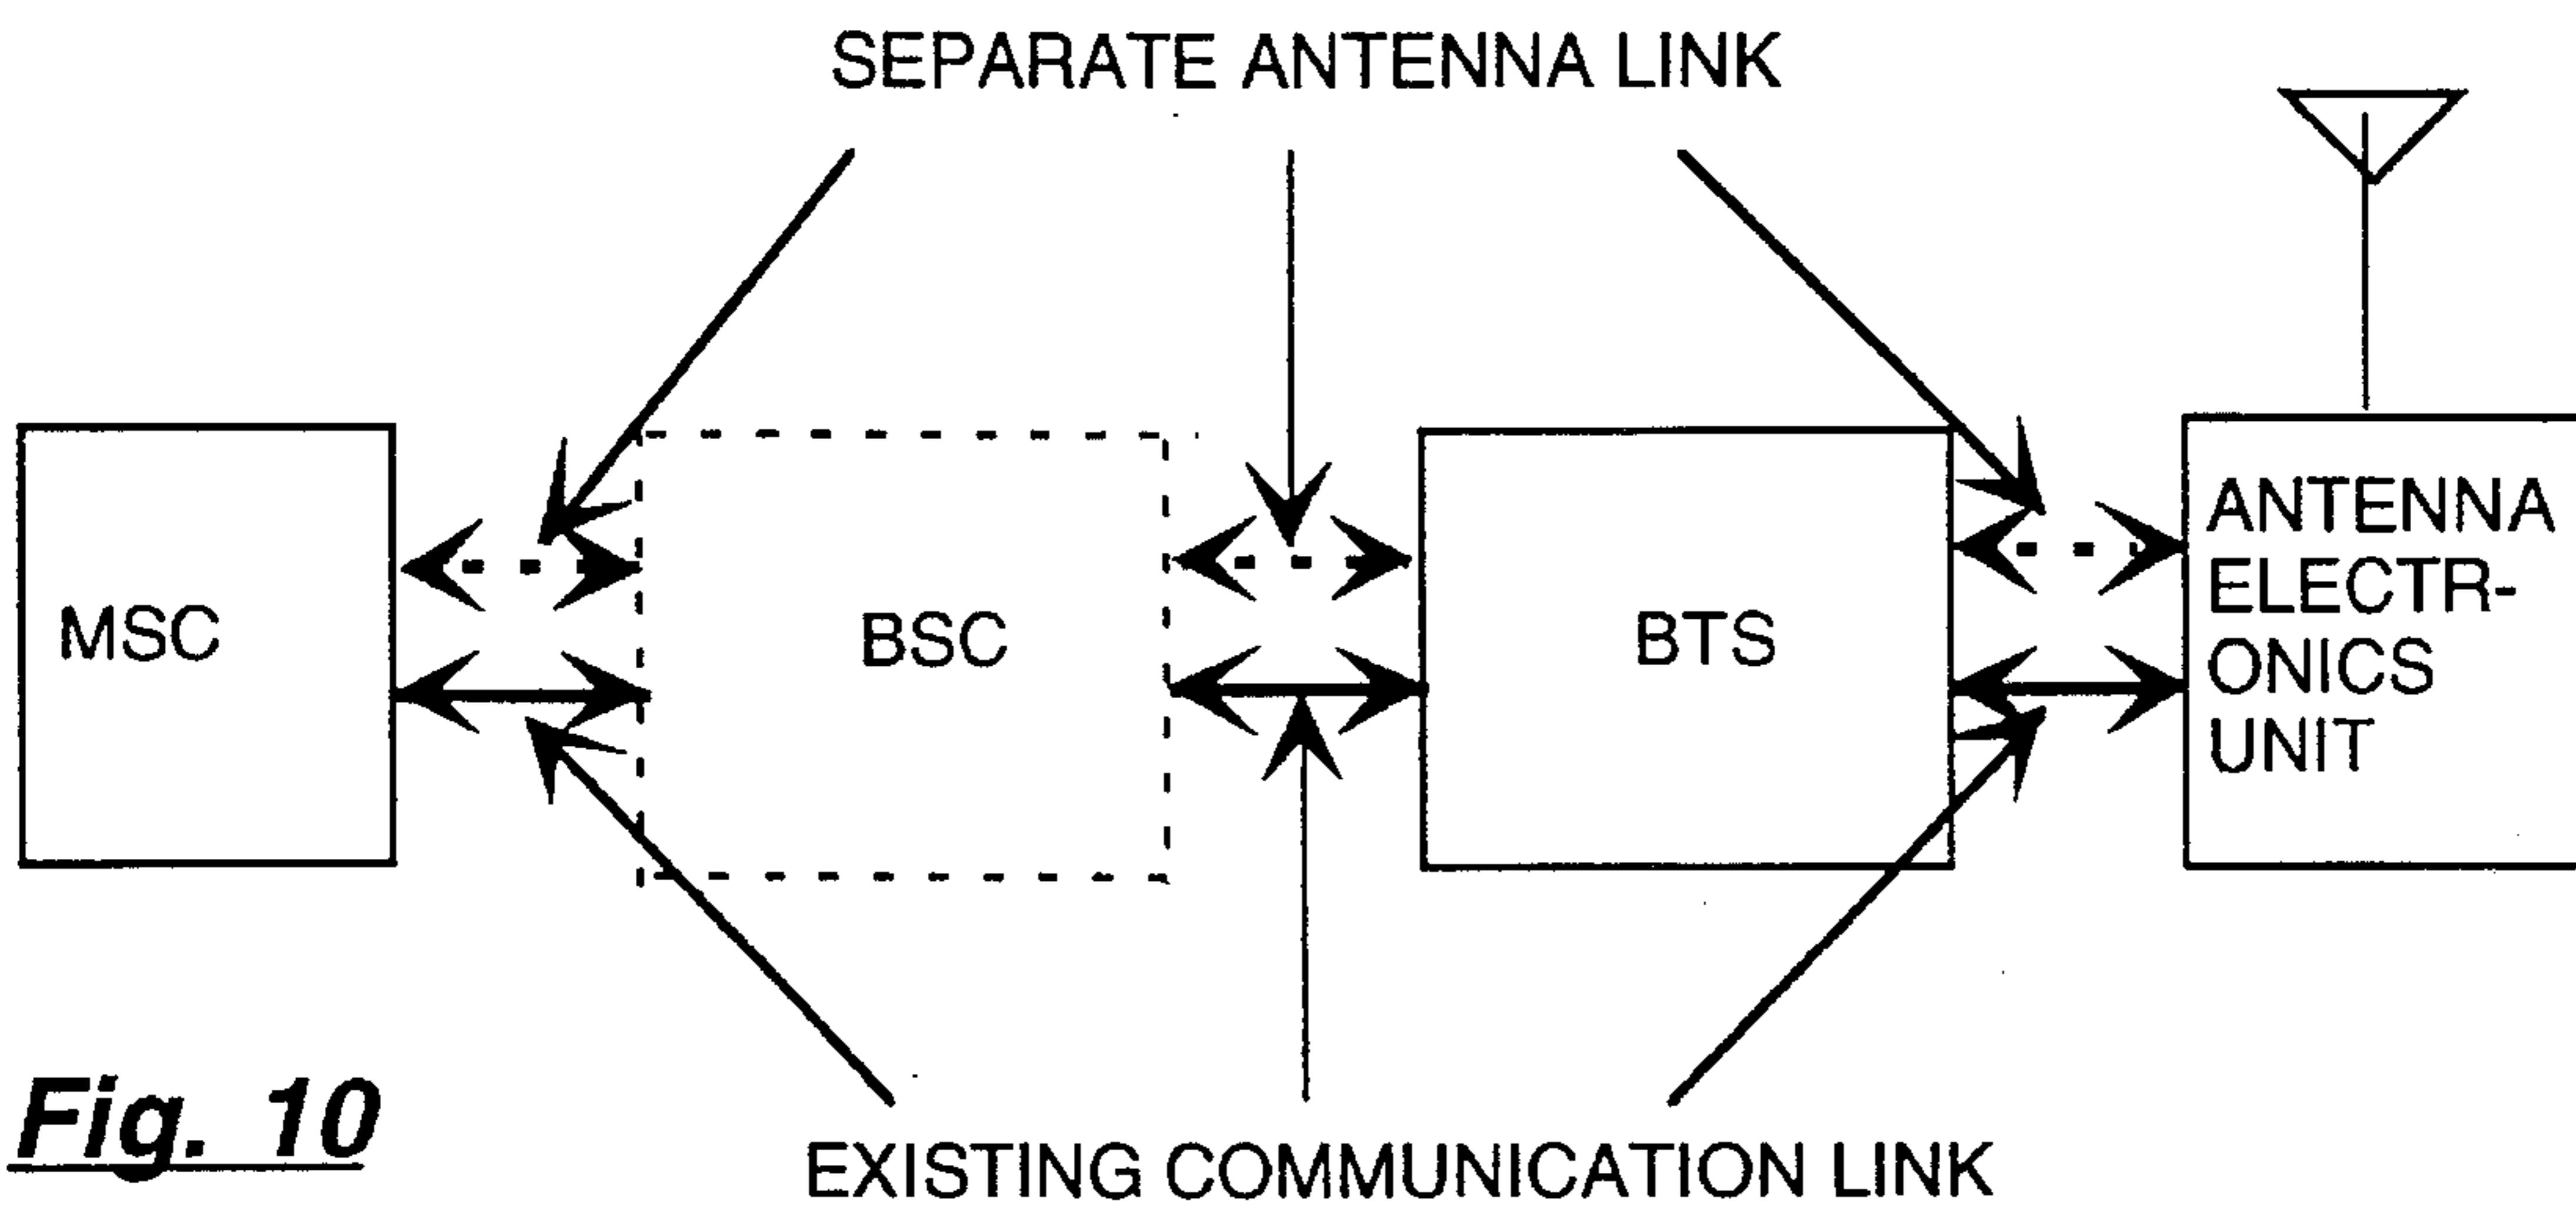 SEPARATE ANTENNA LINK
MSC
BSC
BTS
ANTENNA
ELECTR-
ONICS
UNIT
Fig. 10
EXISTING COMMUNICATION LINK